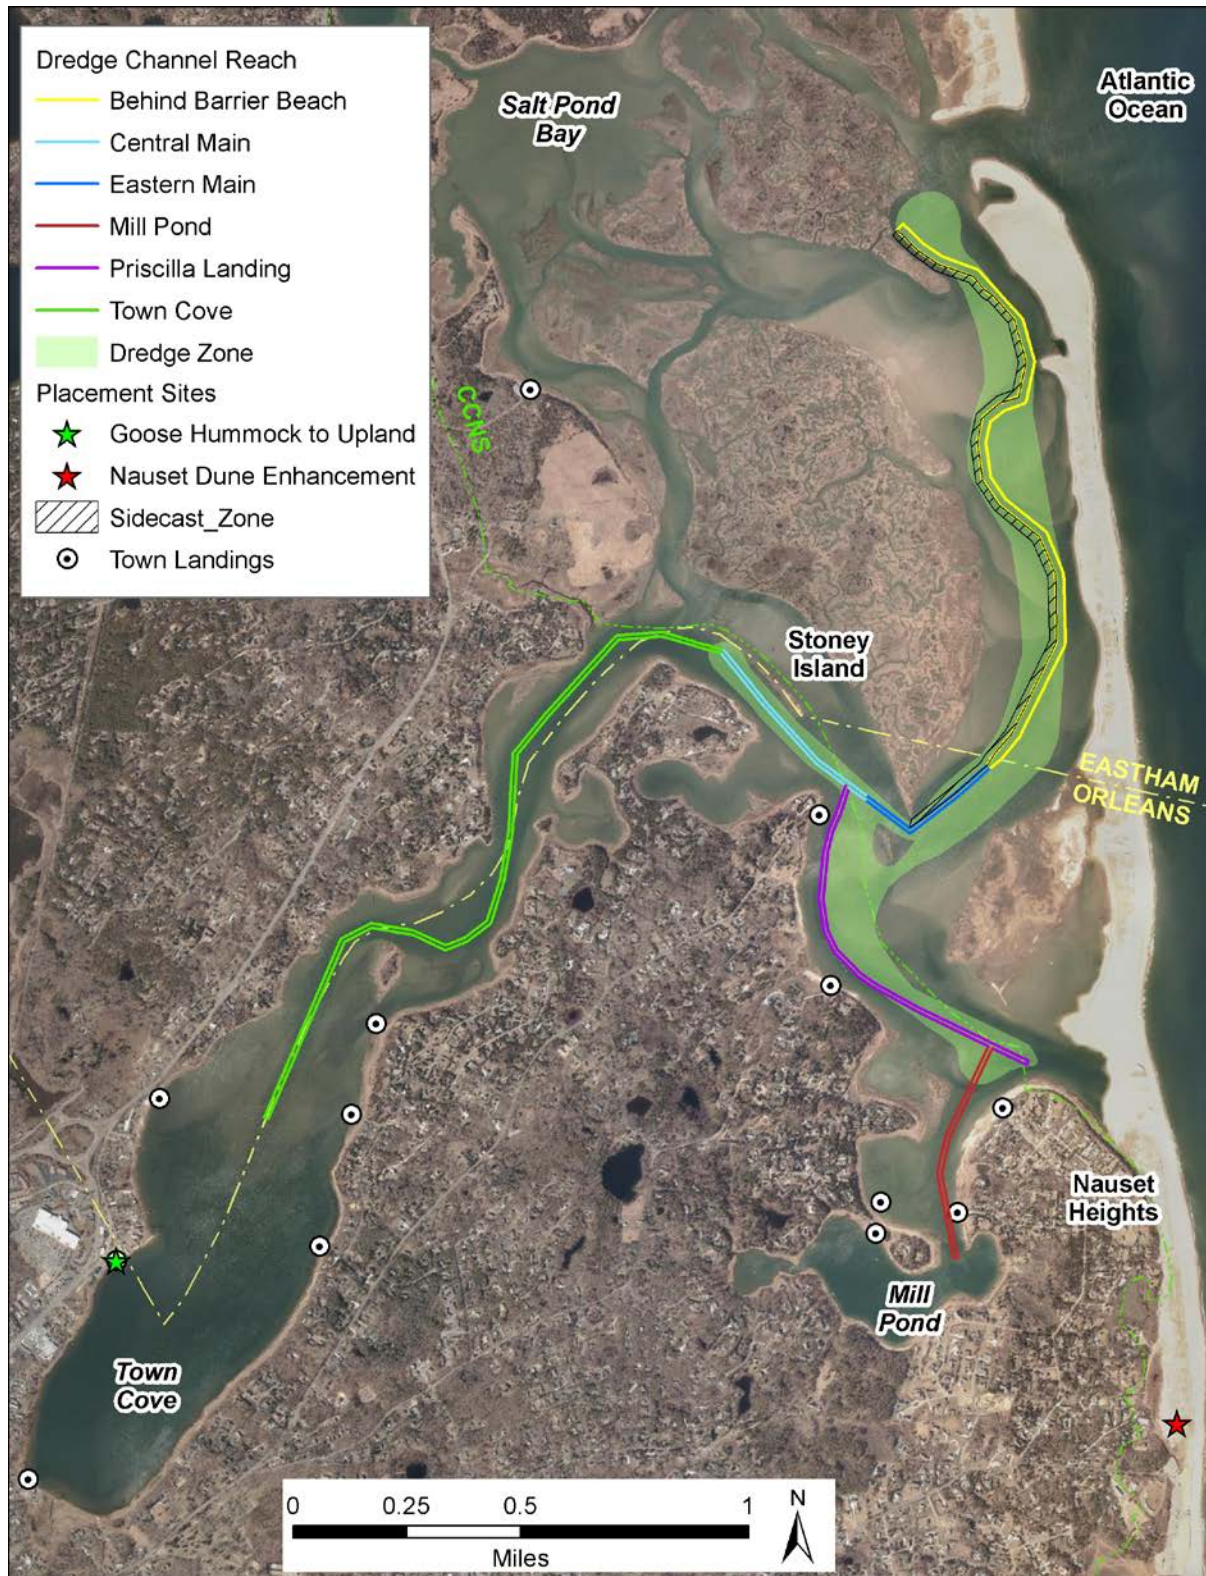 Dredge Channel Reach
Behind Barrier Beach
Central Main
Eastern Main
Mill Pond
Priscilla Landing
Town Cove
Dredge Zone
Placement Sites
Goose Hummock to Upland
Nauset Dune Enhancement
Sidecast_Zone
Town Landings
Salt Pond
Bay
Atlantic
Ocean
CCNS
Stoney
Island
EASTHAM
ORLEANS
Nauset
Heights
Mill
Pond
Town
Cove
0 0.25 0.5 1
Miles
N